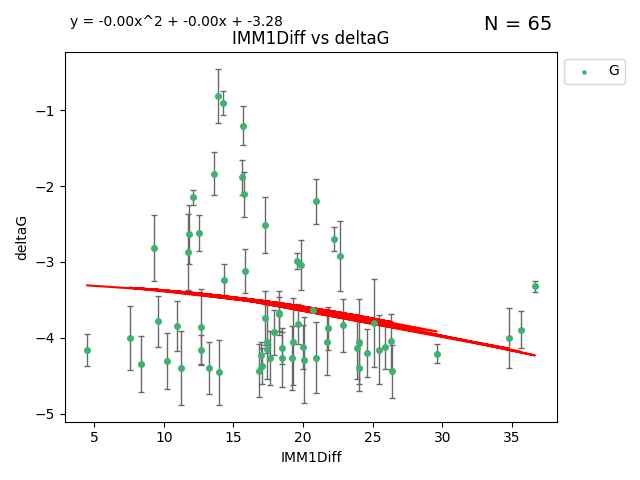 y = -0.00x^2 + -0.00x + -3.28
N = 65
IMM1Diff vs deltaG
G
deltaG
−1
−2
−3
−4
−5
5 10 15 20 25 30 35
IMM1Diff